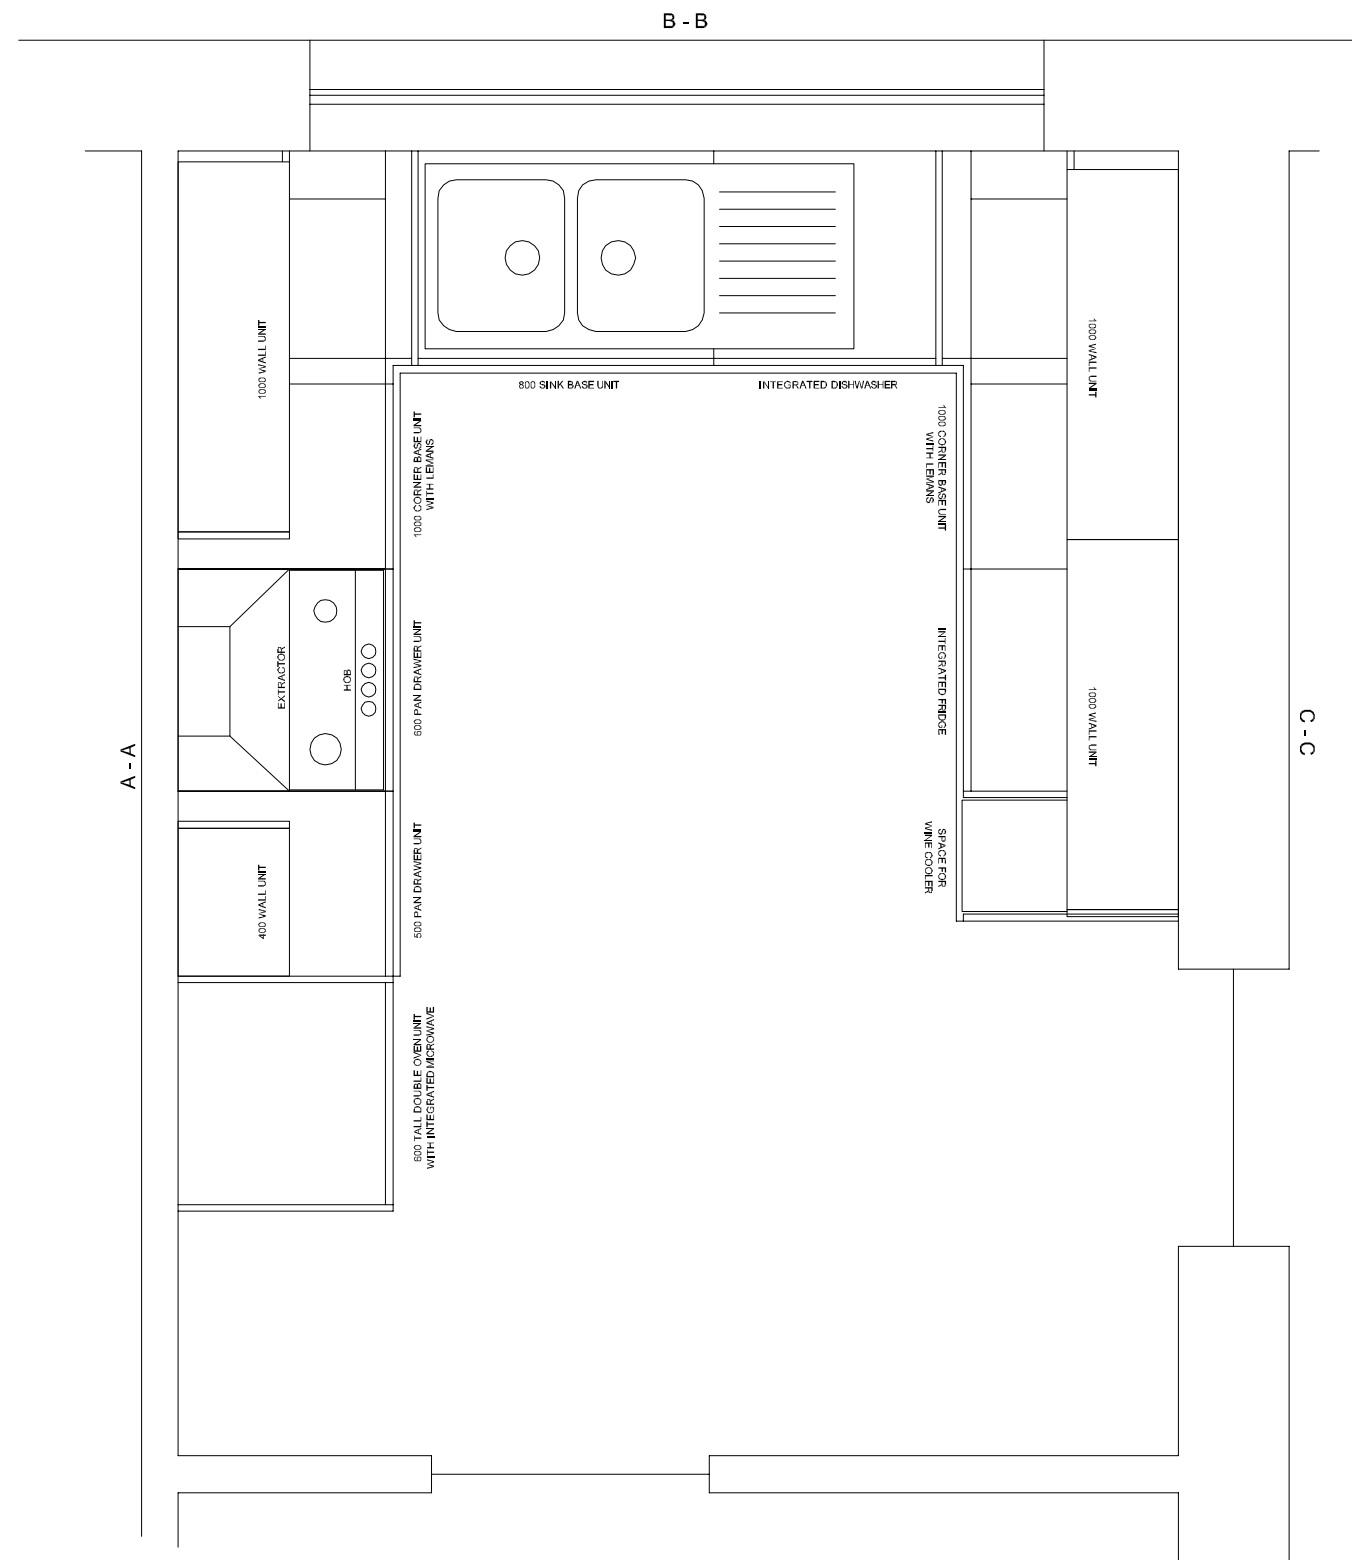 B - B
800 SINK BASE UNIT
INTEGRATED DISHWASHER
1000 WALL UNIT
1000 CORNER BASE UNIT
WITH LEMANS
1000 CORNER BASE UNIT
WITH LEMANS
1000 WALL UNIT
EXTRACTOR
HOB
600 PAN DRAWER UNIT
INTEGRATED FRIDGE
1000 WALL UNIT
A - A
C - C
400 WALL UNIT
500 PAN DRAWER UNIT
SPACE FOR
WINE COOLER
600 TALL DOUBLE OVEN UNIT
WITH INTEGRATED MICROWAVE